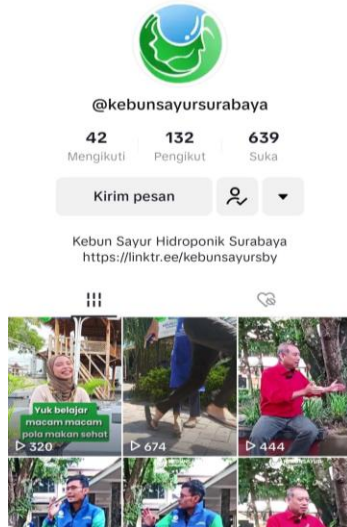 @kebunsayursurabaya
42 132 639
Mengikuti Pengikut Suka
Kirim pesan
Kebun Sayur Hidroponik Surabaya
https://linktr.ee/kebunsayursby
Yuk belajar
macam macam
pola makan sehat
320 674 444